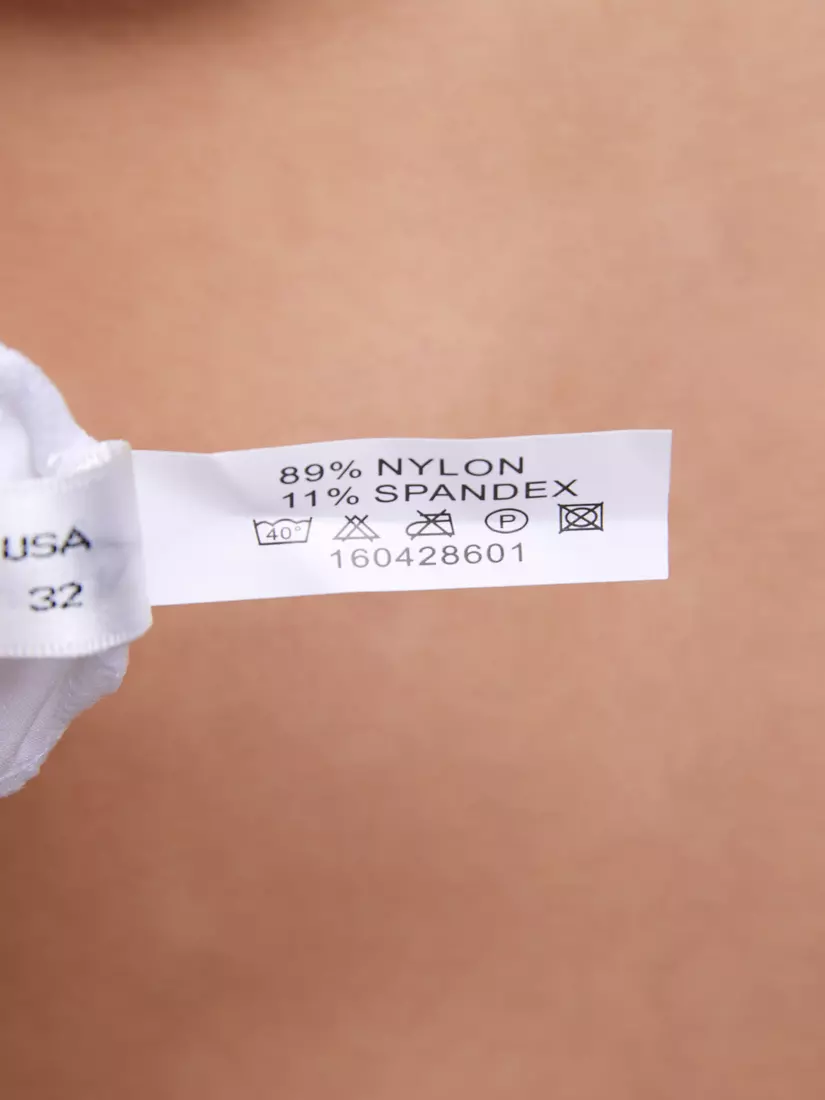 USA
32
89% NYLON
11% SPANDEX
40°
P
160428601